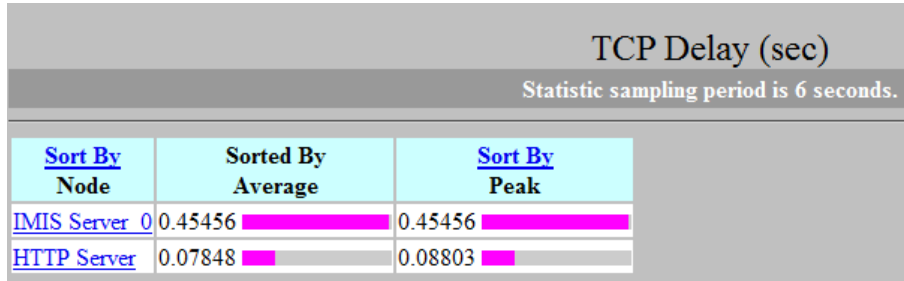 TCP Delay (sec)
Statistic sampling period is 6 seconds.
Sort By Sorted By Sort By
Node Average Peak
IMIS Server_0 0.45456 0.45456
HTTP Server 0.07848 0.08803